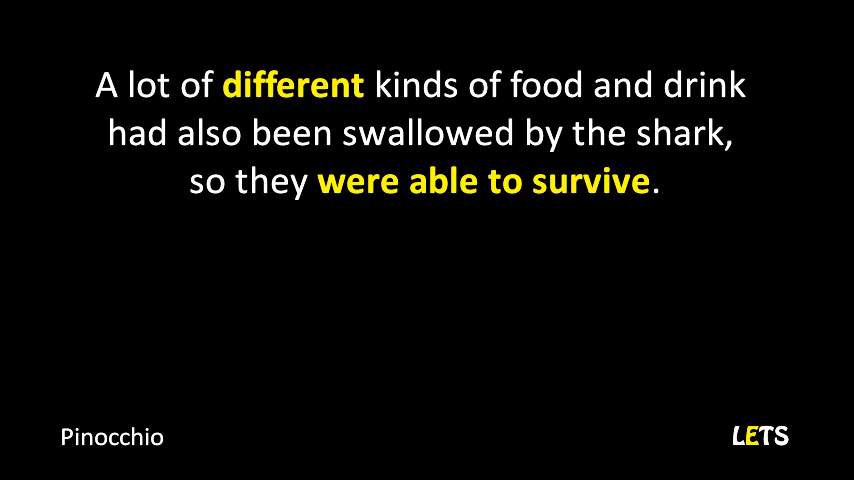 A lot of different kinds of food and drink
had also been swallowed by the shark,
so they were able to survive.
Pinocchio
LETS